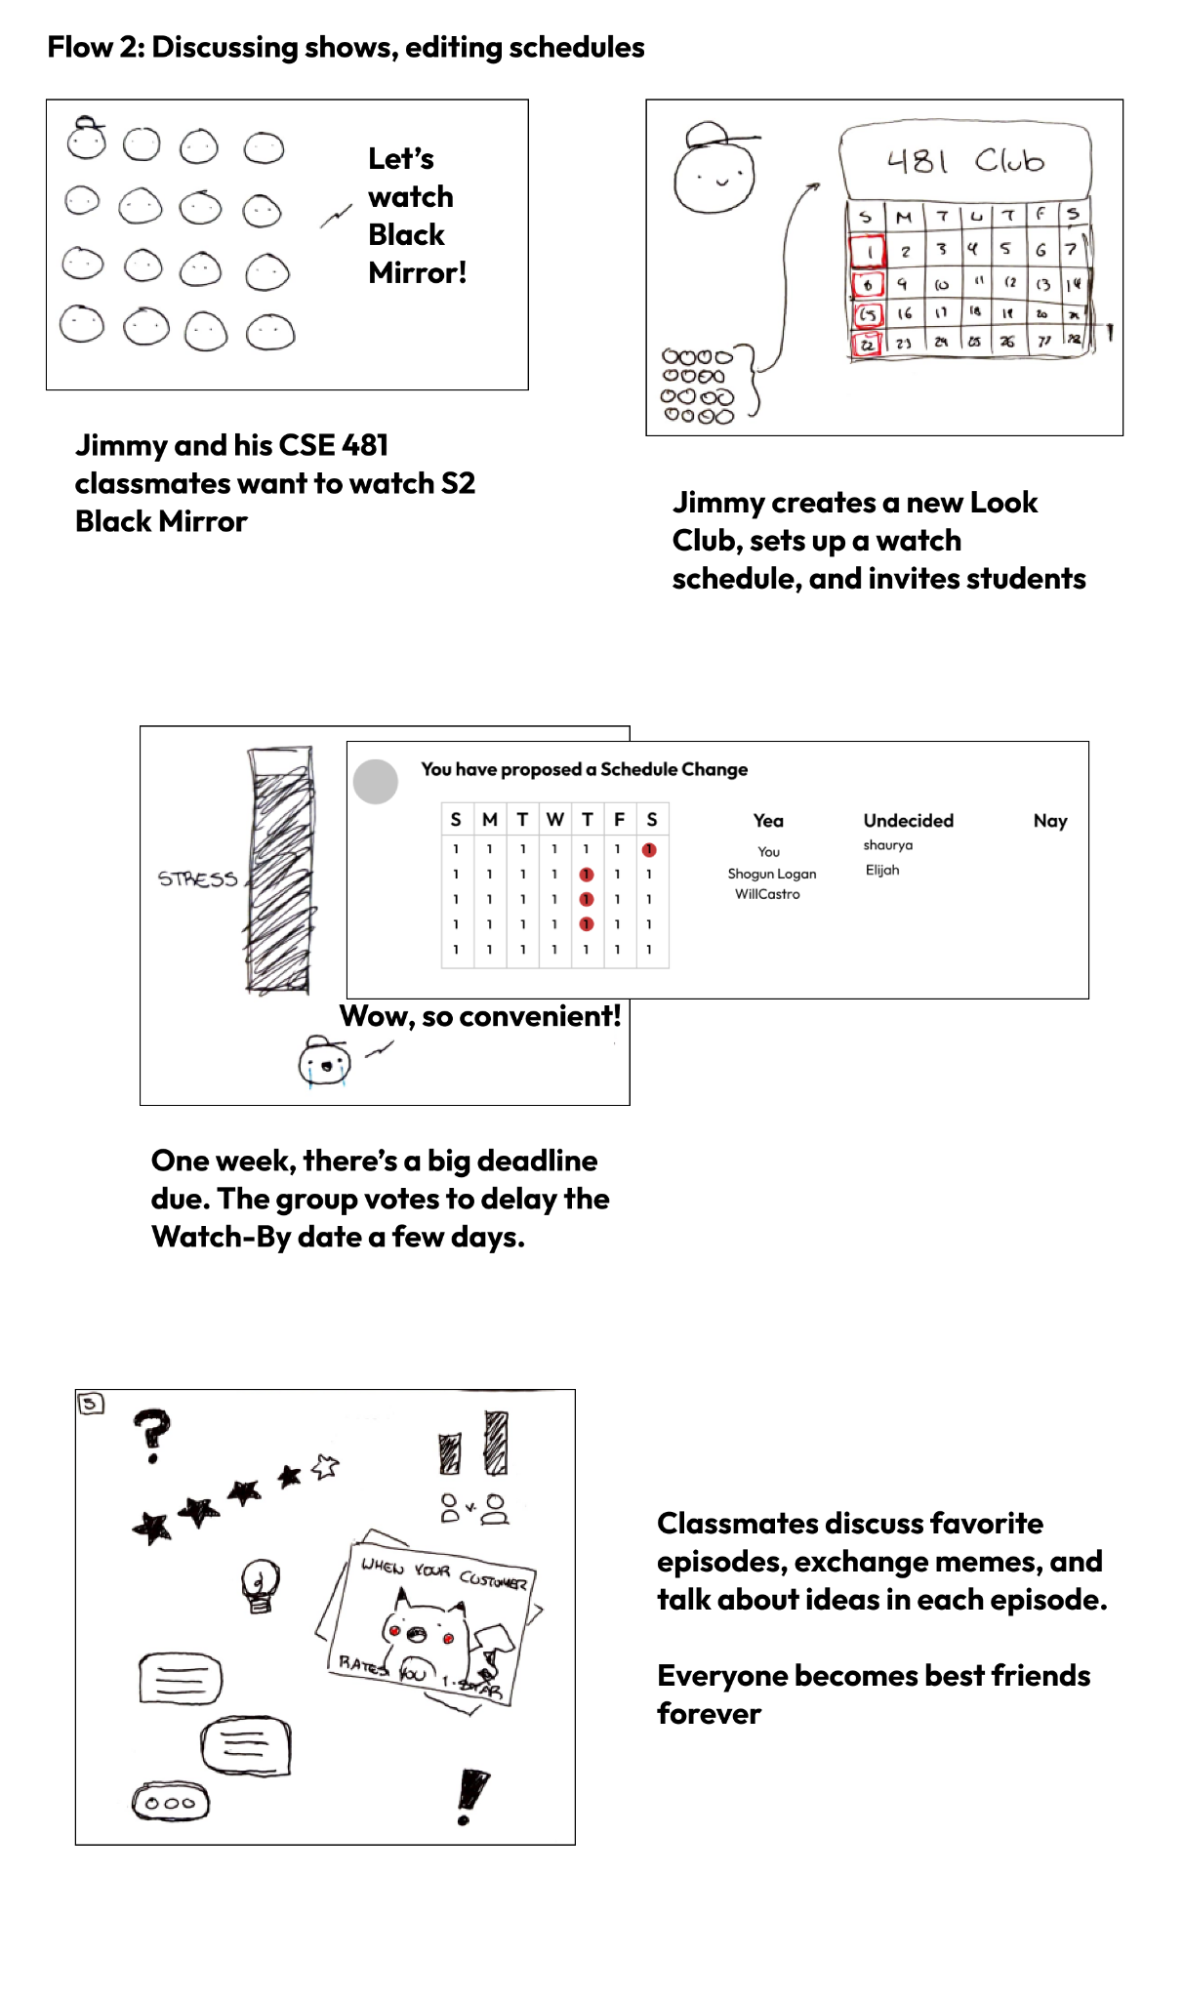 Flow 2: Discussing shows, editing schedules
Let's
watch
Black
Mirror!
Jimmy and his CSE 481
classmates want to watch S2
Black Mirror
481 Club
S M T W T F S
1 2 3 4 5 6 7
8 9 10 11 12 13 14
15 16 17 18 19 20 21
22 23 24 25 26 27 28
Jimmy creates a new Look
Club, sets up a watch
schedule, and invites students
STRESS
You have proposed a Schedule Change
S M T W T F S
1 1 1 1 1 1 1
1 1 1 1 1 1 1
1 1 1 1 1 1 1
1 1 1 1 1 1 1
1 1 1 1 1 1 1
Yea
You
Shogun Logan
WillCastro
Undecided
shaurya
Elijah
Nay
Wow, so convenient!
One week, there's a big deadline
due. The group votes to delay the
Watch-By date a few days.
5
?
v.
WHEN YOUR CUSTOMER
RATES YOU 1-STAR
!
Classmates discuss favorite
episodes, exchange memes, and
talk about ideas in each episode.
Everyone becomes best friends
forever